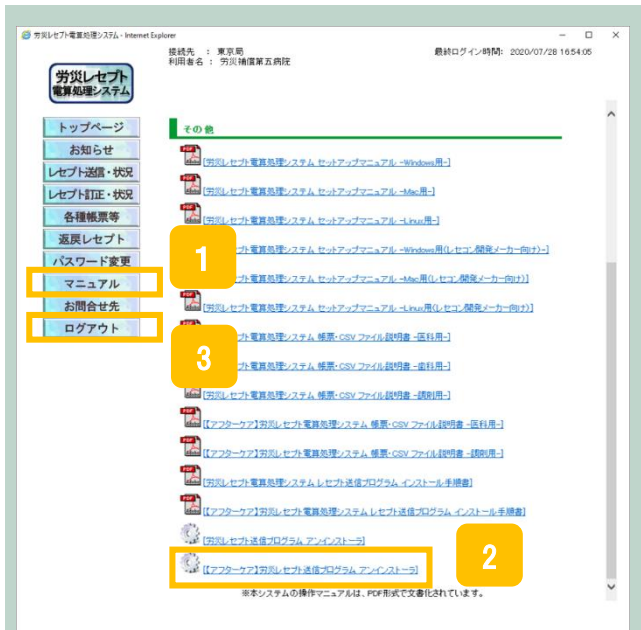 労災レセプト電算処理システム - Internet Explorer
接続先 ： 東京局
利用者名 ： 労災補償第五病院
最終ログイン時間： 2020/07/28 16:54:05
労災レセプト
電算処理システム
トップページ
お知らせ
レセプト送信・状況
レセプト訂正・状況
各種帳票等
返戻レセプト
パスワード変更
マニュアル
お問合せ先
ログアウト
1
3
その他
[労災レセプト電算処理システム セットアップマニュアル -Windows用-]
[労災レセプト電算処理システム セットアップマニュアル -Mac用-]
[労災レセプト電算処理システム セットアップマニュアル -Linux用-]
ト電算処理システム セットアップマニュアル -Windows用(レセコン開発メーカー向け)-]
ト電算処理システム セットアップマニュアル -Mac用(レセコン開発メーカー向け)]
[労災レセプト電算処理システム セットアップマニュアル -Linux用(レセコン開発メーカー向け)]
ト電算処理システム 帳票・CSV ファイル説明書 -医科用-]
ト電算処理システム 帳票・CSV ファイル説明書 -歯科用-]
[労災レセプト電算処理システム 帳票・CSV ファイル説明書 -調剤用-]
[【アフターケア】労災レセプト電算処理システム 帳票・CSV ファイル説明書 -医科用-]
[【アフターケア】労災レセプト電算処理システム 帳票・CSV ファイル説明書 -調剤用-]
[労災レセプト電算処理システム レセプト送信プログラム インストール手順書]
[【アフターケア】労災レセプト電算処理システム レセプト送信プログラム インストール手順書]
[労災レセプト送信プログラム アンインストーラ]
[【アフターケア】労災レセプト送信プログラム アンインストーラ]
2
※本システムの操作マニュアルは、PDF形式で文書化されています。